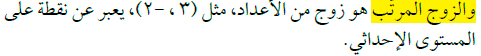 والزوج المرتب هو زوج من الأعداد، مثل (٣ ، -٢)، يعبر عن نقطة على
المستوى الإحداثي.